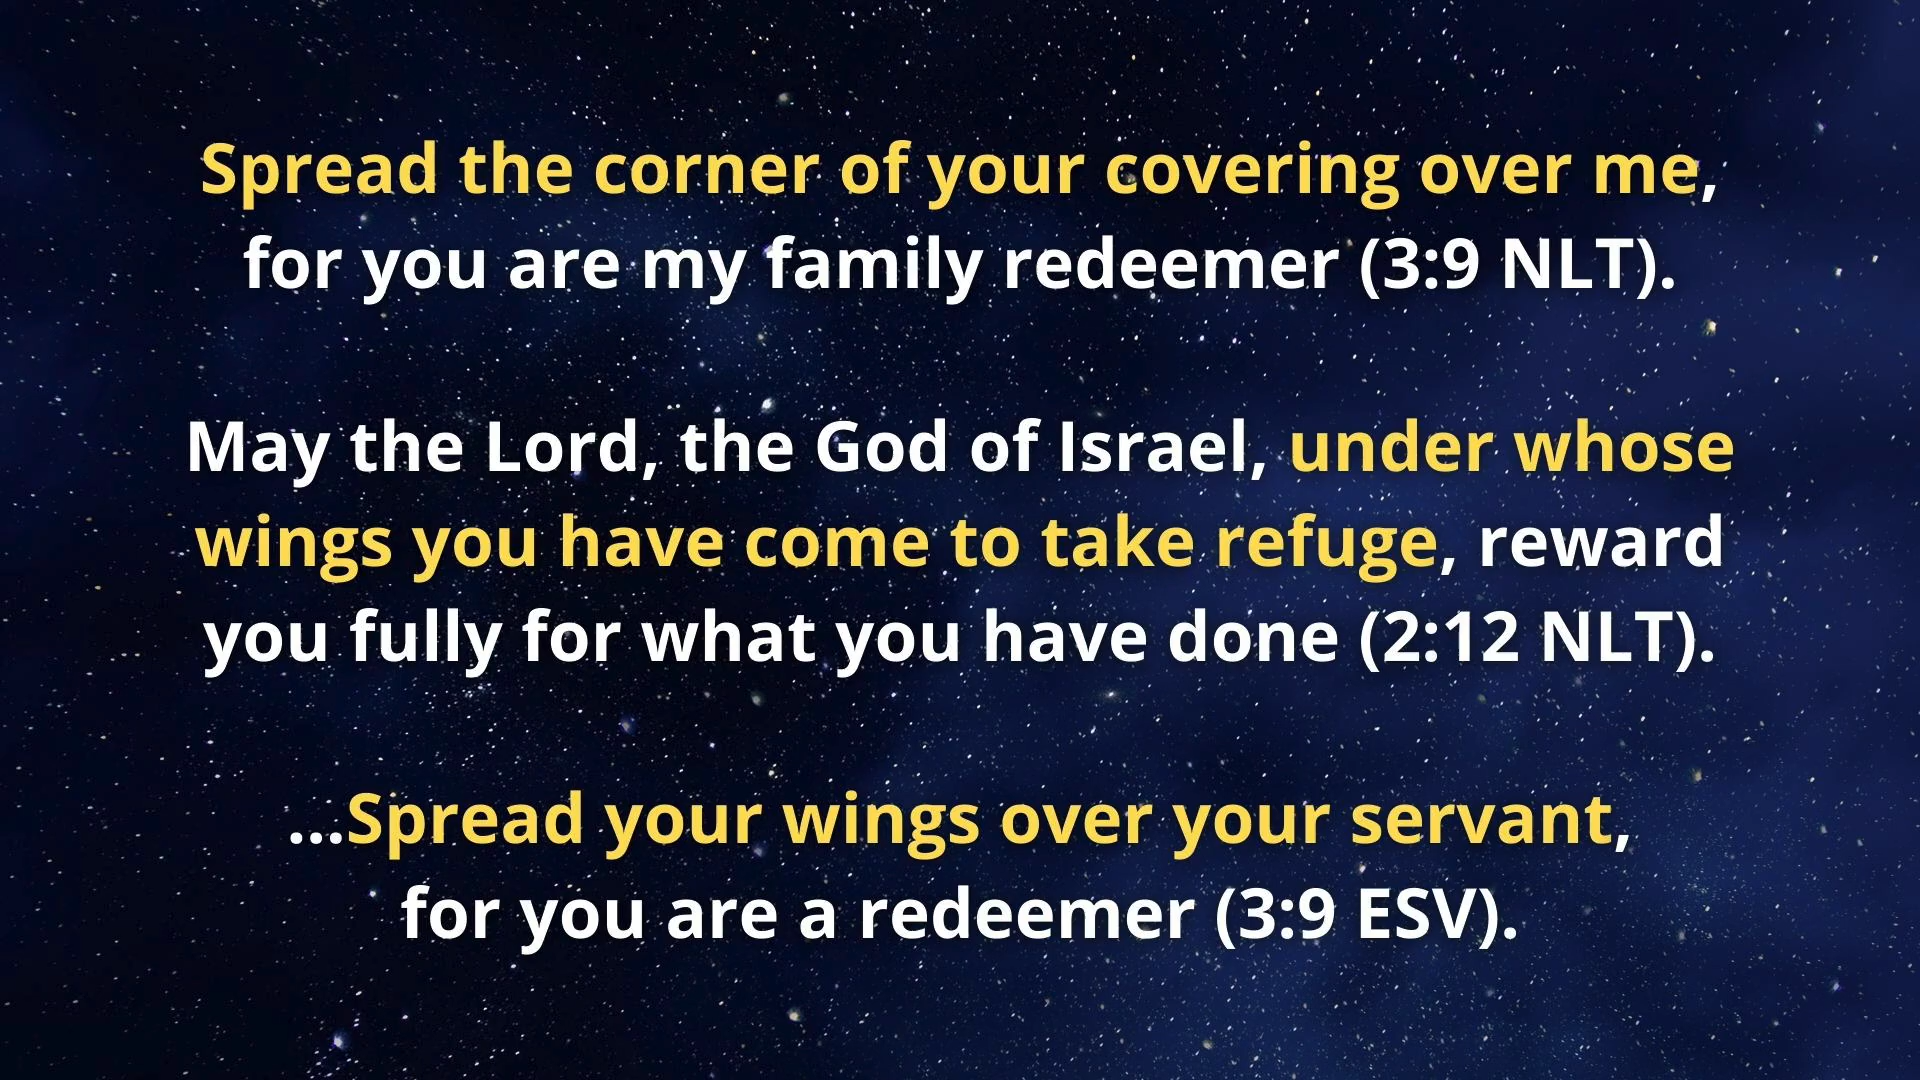 Spread the corner of your covering over me,
for you are my family redeemer (3:9 NLT).
May the Lord, the God of Israel, under whose
wings you have come to take refuge, reward
you fully for what you have done (2:12 NLT).
...Spread your wings over your servant,
for you are a redeemer (3:9 ESV).